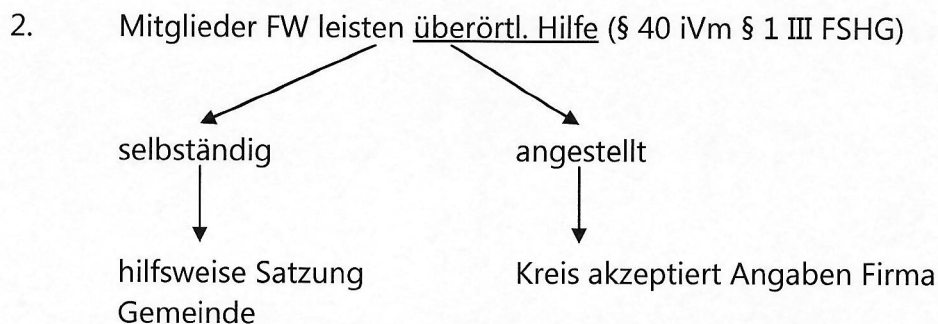 2. Mitglieder FW leisten überörtl. Hilfe (§ 40 iVm § 1 III FSHG)
selbständig angestellt
hilfsweise Satzung Kreis akzeptiert Angaben Firma
Gemeinde